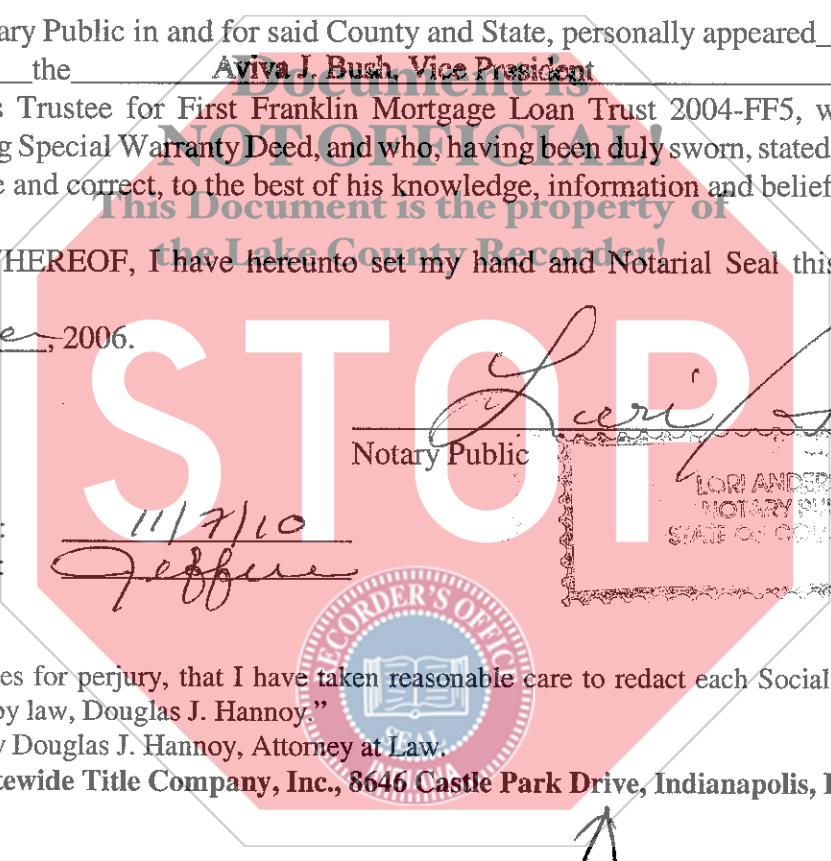 ary Public in and for said County and State, personally appeared
the Aviva J. Bush, Vice President
Document is
s Trustee for First Franklin Mortgage Loan Trust 2004-FF5, w
NOT OFFICIAL!
g Special Warranty Deed, and who, having been duly sworn, stated
e and correct, to the best of his knowledge, information and belief
This Document is the property of
the Lake County Recorder!
HEREOF, I have hereunto set my hand and Notarial Seal this
, 2006.
STOP
Lori
Notary Public
LORI ANDER
NOTARY PU
STATE OF COL
: 11/7/10
: Jefferson
RECORDER'S OFFICE
SEAL
INDIANA
es for perjury, that I have taken reasonable care to redact each Social
by law, Douglas J. Hannoy."
y Douglas J. Hannoy, Attorney at Law.
tewide Title Company, Inc., 8646 Castle Park Drive, Indianapolis, I